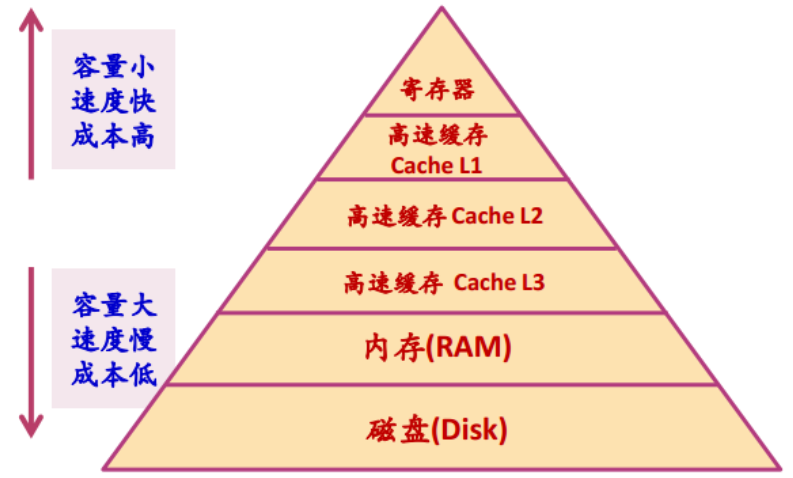 容量小
速度快
成本高
容量大
速度慢
成本低
寄存器
高速缓存
Cache L1
高速缓存 Cache L2
高速缓存 Cache L3
内存(RAM)
磁盘(Disk)